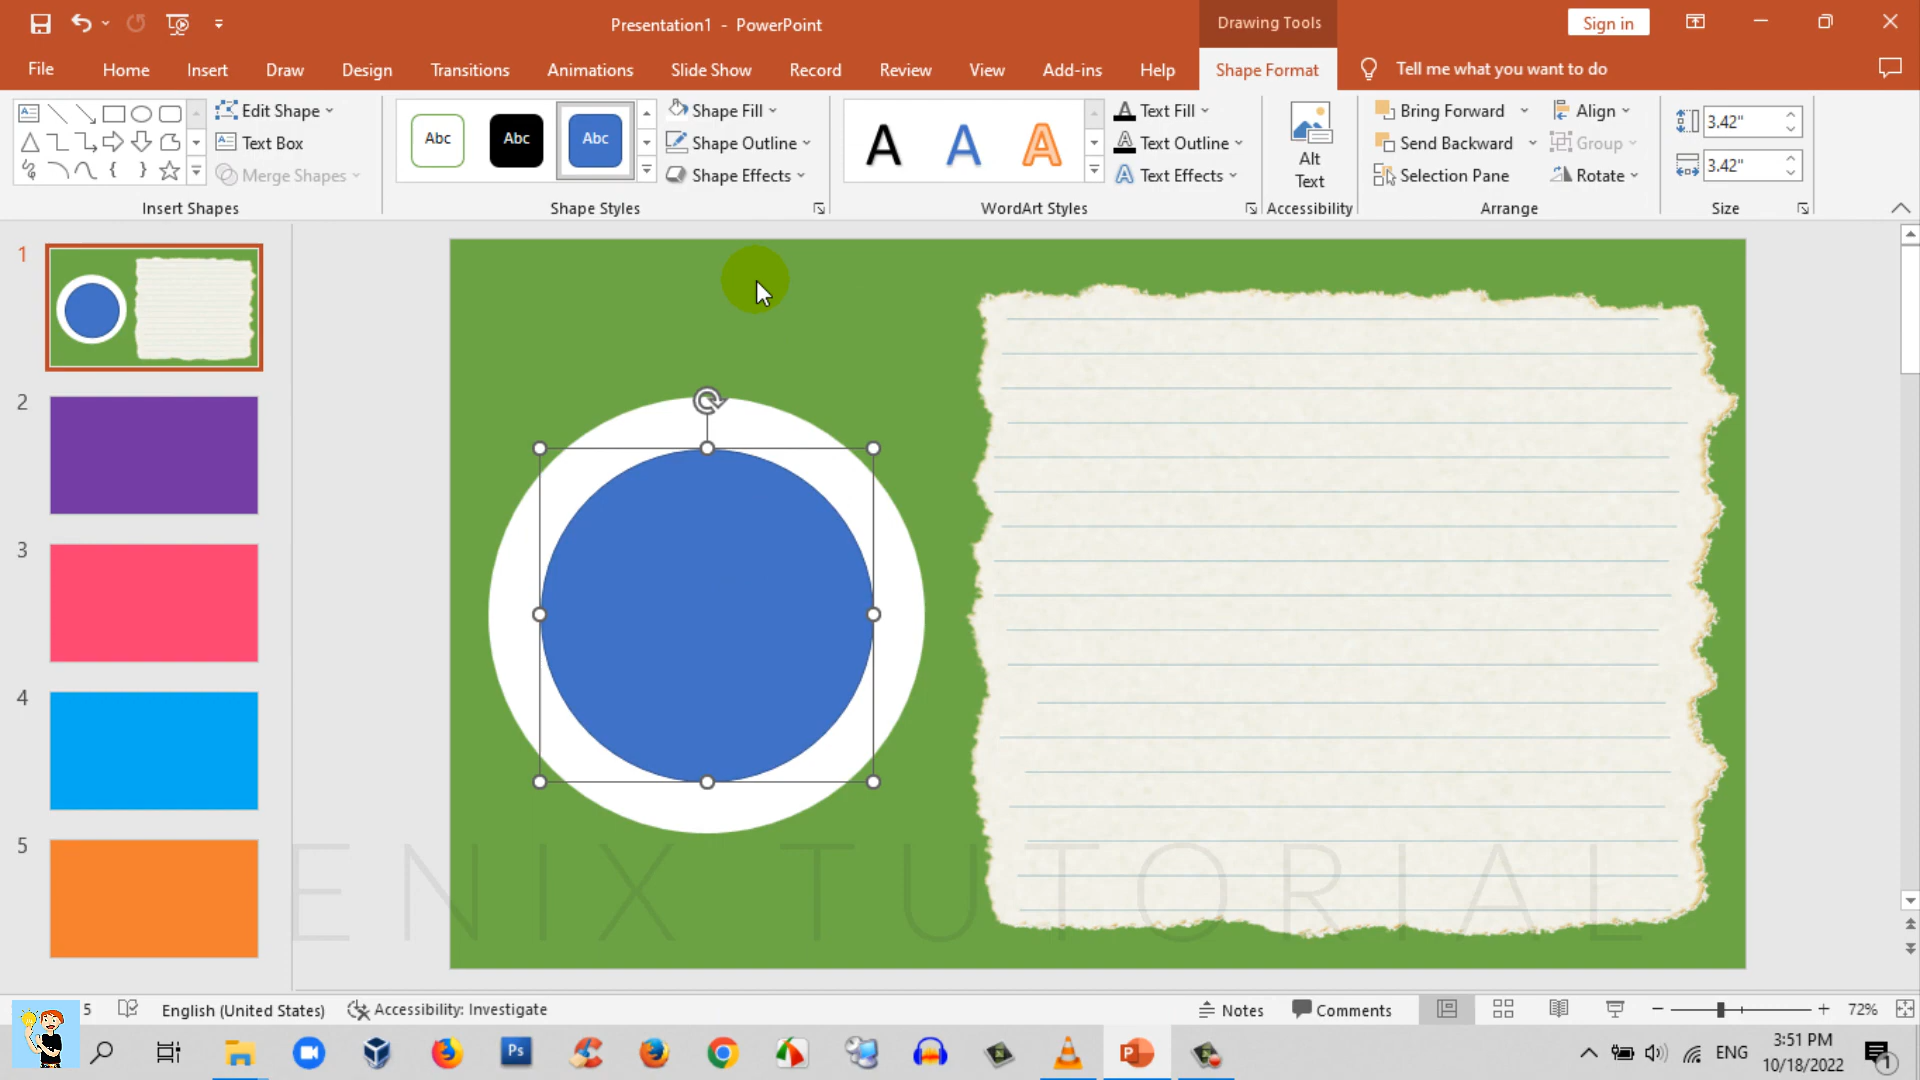 Presentation1 - PowerPoint
Drawing Tools
Sign in
File
Home
Insert
Draw
Design
Transitions
Animations
Slide Show
Record
Review
View
Add-ins
Help
Shape Format
Tell me what you want to do
Edit Shape
Text Box
Merge Shapes
Insert Shapes
Abc
Abc
Abc
Shape Fill
Shape Outline
Shape Effects
Shape Styles
A
A
A
Text Fill
Text Outline
Text Effects
WordArt Styles
Alt
Text
Accessibility
Bring Forward
Send Backward
Selection Pane
Align
Group
Rotate
Arrange
3.42"
3.42"
Size
1
2
3
4
5
ENIX TUTORIAL
5
English (United States)
Accessibility: Investigate
Notes
Comments
72%
Ps
P
ENG
3:51 PM
10/18/2022
1